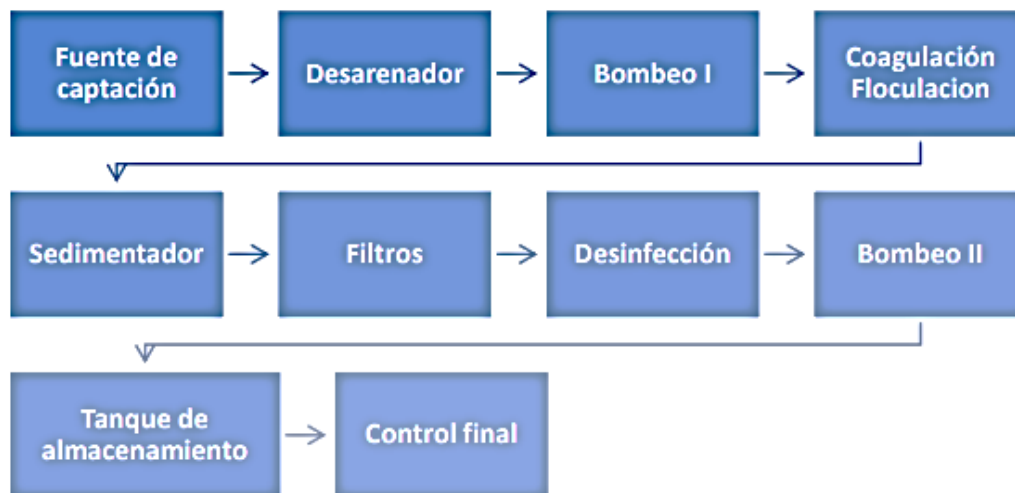 Fuente de
captación
Desarenador
Bombeo I
Coagulación
Floculacion
Sedimentador
Filtros
Desinfección
Bombeo II
Tanque de
almacenamiento
Control final